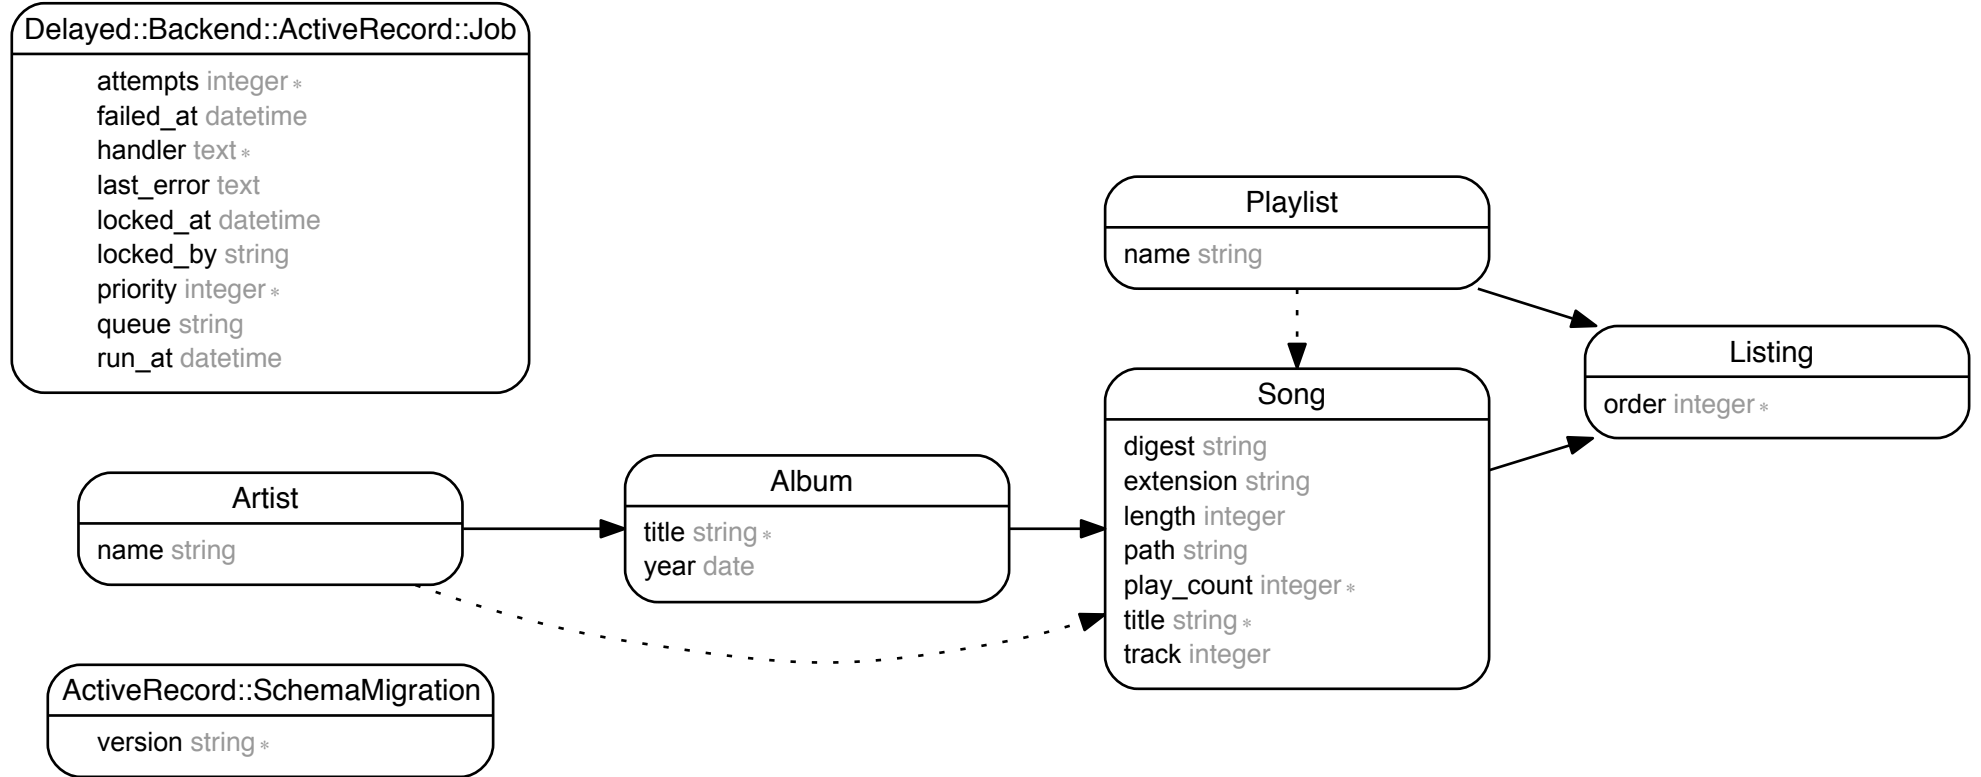 Delayed::Backend::ActiveRecord::Job
attempts integer *
failed_at datetime
handler text *
last_error text
locked_at datetime
locked_by string
priority integer *
queue string
run_at datetime
Playlist
name string
Listing
order integer *
Song
digest string
extension string
length integer
path string
play_count integer *
title string *
track integer
Album
title string *
year date
Artist
name string
ActiveRecord::SchemaMigration
version string *